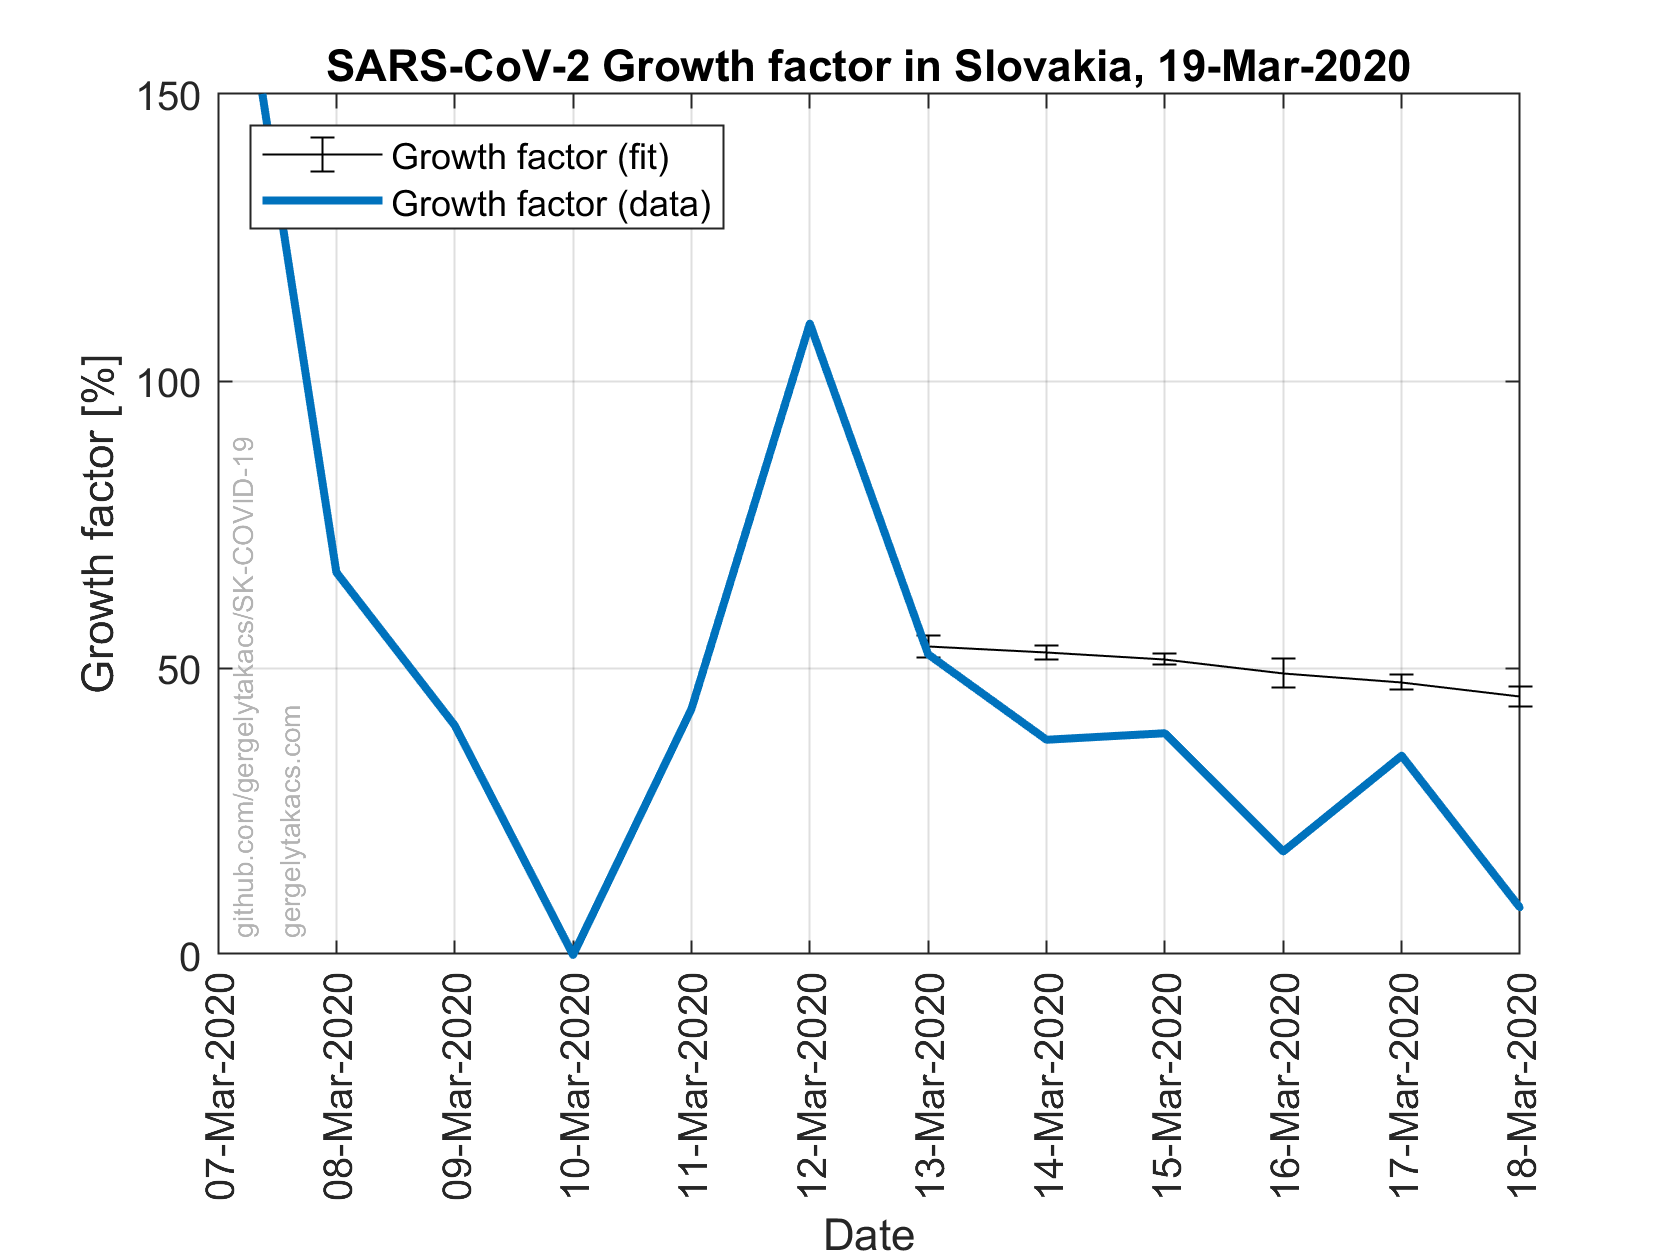 SARS-CoV-2 Growth factor in Slovakia, 19-Mar-2020
150
100
50
0
Growth factor [%]
Growth factor (fit)
Growth factor (data)
github.com/gergelytakacs/SK-COVID-19
gergelytakacs.com
07-Mar-2020
08-Mar-2020
09-Mar-2020
10-Mar-2020
11-Mar-2020
12-Mar-2020
13-Mar-2020
14-Mar-2020
15-Mar-2020
16-Mar-2020
17-Mar-2020
18-Mar-2020
Date